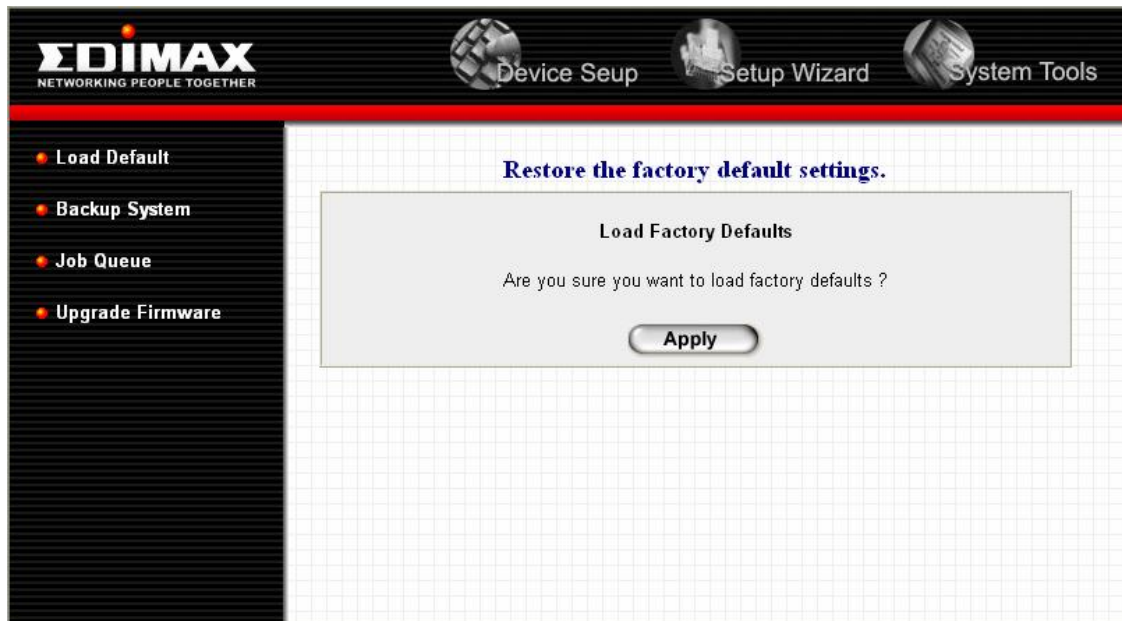 EDIMAX
NETWORKING PEOPLE TOGETHER
Device Seup
Setup Wizard
System Tools
Load Default
Backup System
Job Queue
Upgrade Firmware
Restore the factory default settings.
Load Factory Defaults
Are you sure you want to load factory defaults ?
Apply